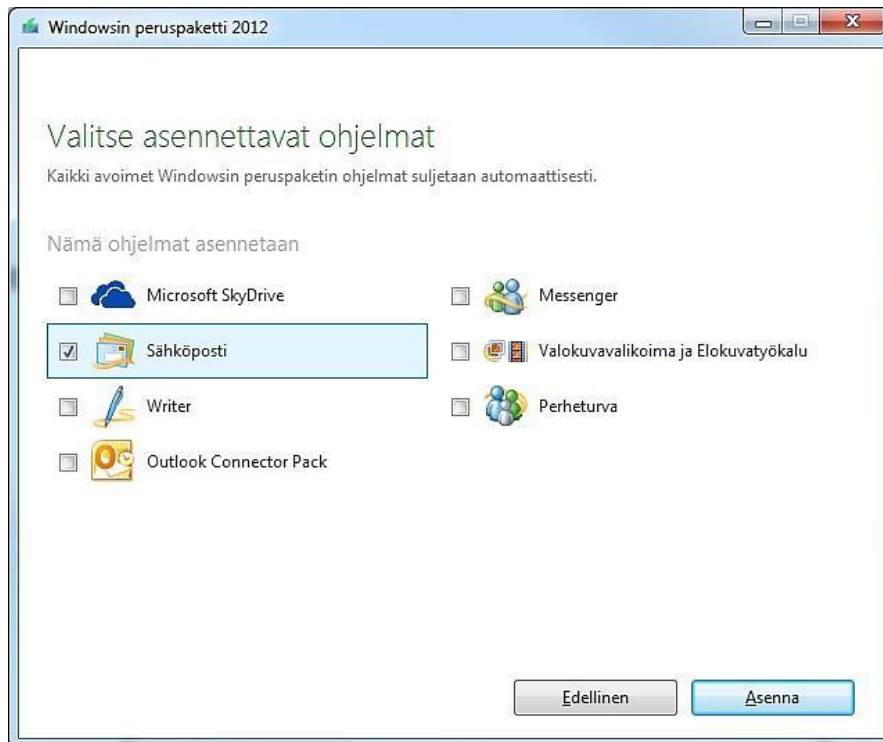 Windowsin peruspaketti 2012
Valitse asennettavat ohjelmat
Kaikki avoimet Windowsin peruspaketin ohjelmat suljetaan automaattisesti.
Nämä ohjelmat asennetaan
Microsoft SkyDrive
Messenger
Sähköposti
Valokuvavalikoima ja Elokuvatyökalu
Writer
Perheturva
Outlook Connector Pack
Edellinen
Asenna